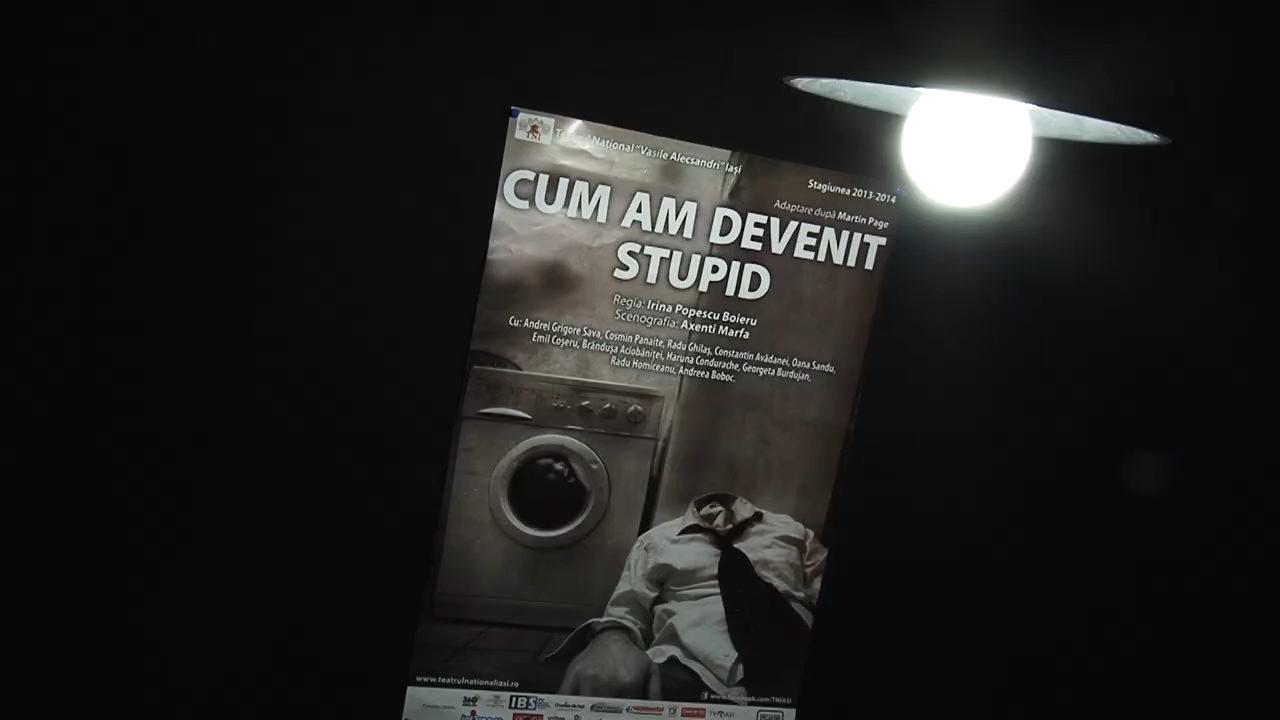 Teatrul Național "Vasile Alecsandri" Iași
Stagiunea 2013-2014
Adaptare după Martin Page
CUM AM DEVENIT
STUPID
Regia: Irina Popescu Boieru
Scenografia: Axenti Marfa
Cu: Andrei Grigore Sava, Cosmin Panaite, Radu Ghilaș, Constantin Avădanei, Oana Sandu,
Emil Coșeru, Brândușa Aciobăniței, Haruna Condurache, Georgeta Burdujan,
Radu Homiceanu, Andreea Boboc.
www.teatrulnationaliasi.ro
www.facebook.com/TNIASI
360
IBS